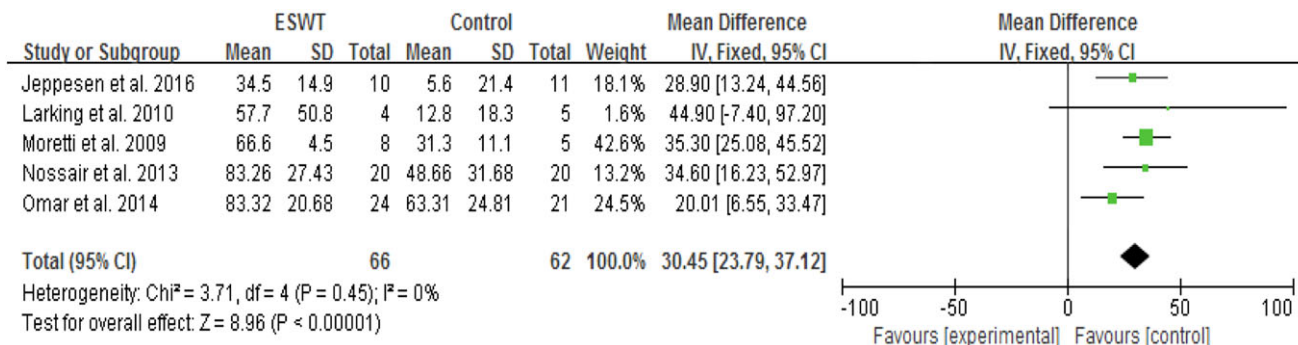 ESWT Control Mean Difference Mean Difference
Study or Subgroup Mean SD Total Mean SD Total Weight IV, Fixed, 95% CI IV, Fixed, 95% CI
Jeppesen et al. 2016 34.5 14.9 10 5.6 21.4 11 18.1% 28.90 [13.24, 44.56]
Larking et al. 2010 57.7 50.8 4 12.8 18.3 5 1.6% 44.90 [-7.40, 97.20]
Moretti et al. 2009 66.6 4.5 8 31.3 11.1 5 42.6% 35.30 [25.08, 45.52]
Nossair et al. 2013 83.26 27.43 20 48.66 31.68 20 13.2% 34.60 [16.23, 52.97]
Omar et al. 2014 83.32 20.68 24 63.31 24.81 21 24.5% 20.01 [6.55, 33.47]
Total (95% CI) 66 62 100.0% 30.45 [23.79, 37.12]
Heterogeneity: Chi² = 3.71, df = 4 (P = 0.45); I² = 0%
Test for overall effect: Z = 8.96 (P < 0.00001)
-100 -50 0 50 100
Favours [experimental] Favours [control]